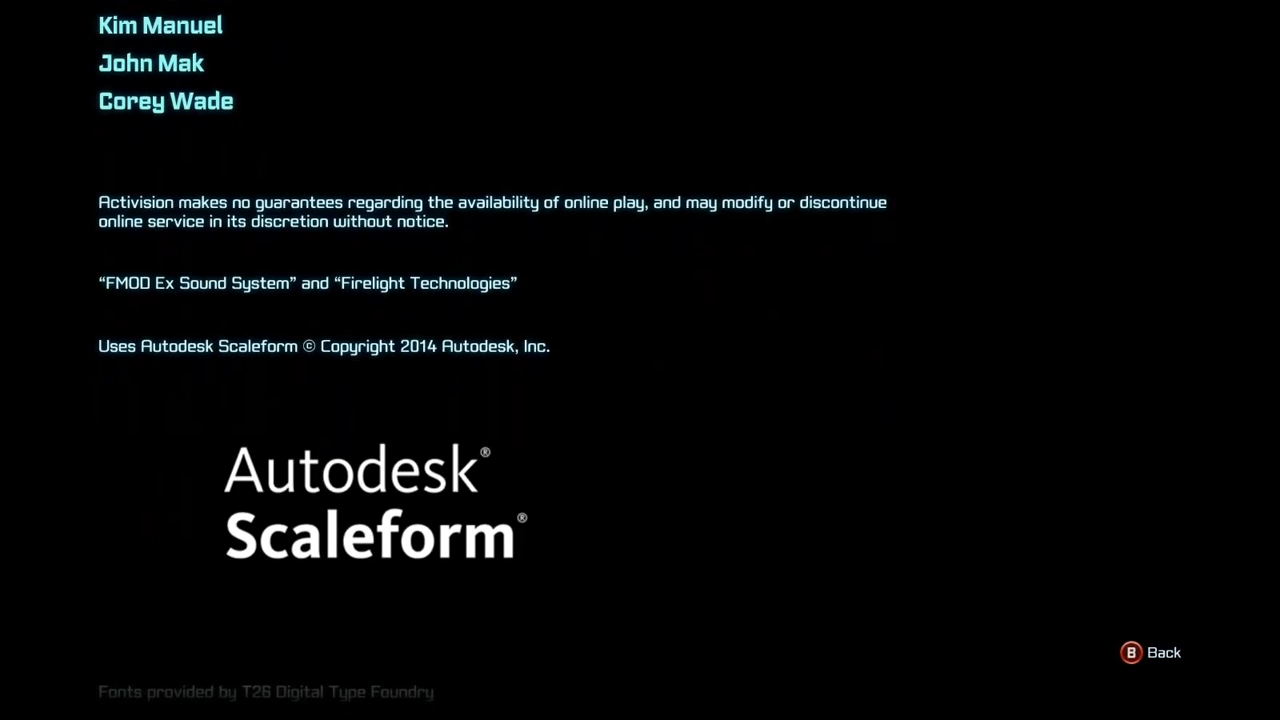 Kim Manuel
John Mak
Corey Wade
Activision makes no guarantees regarding the availability of online play, and may modify or discontinue
online service in its discretion without notice.
“FMOD Ex Sound System” and “Firelight Technologies”
Uses Autodesk Scaleform © Copyright 2014 Autodesk, Inc.
Autodesk®
Scaleform®
B Back
Fonts provided by T26 Digital Type Foundry